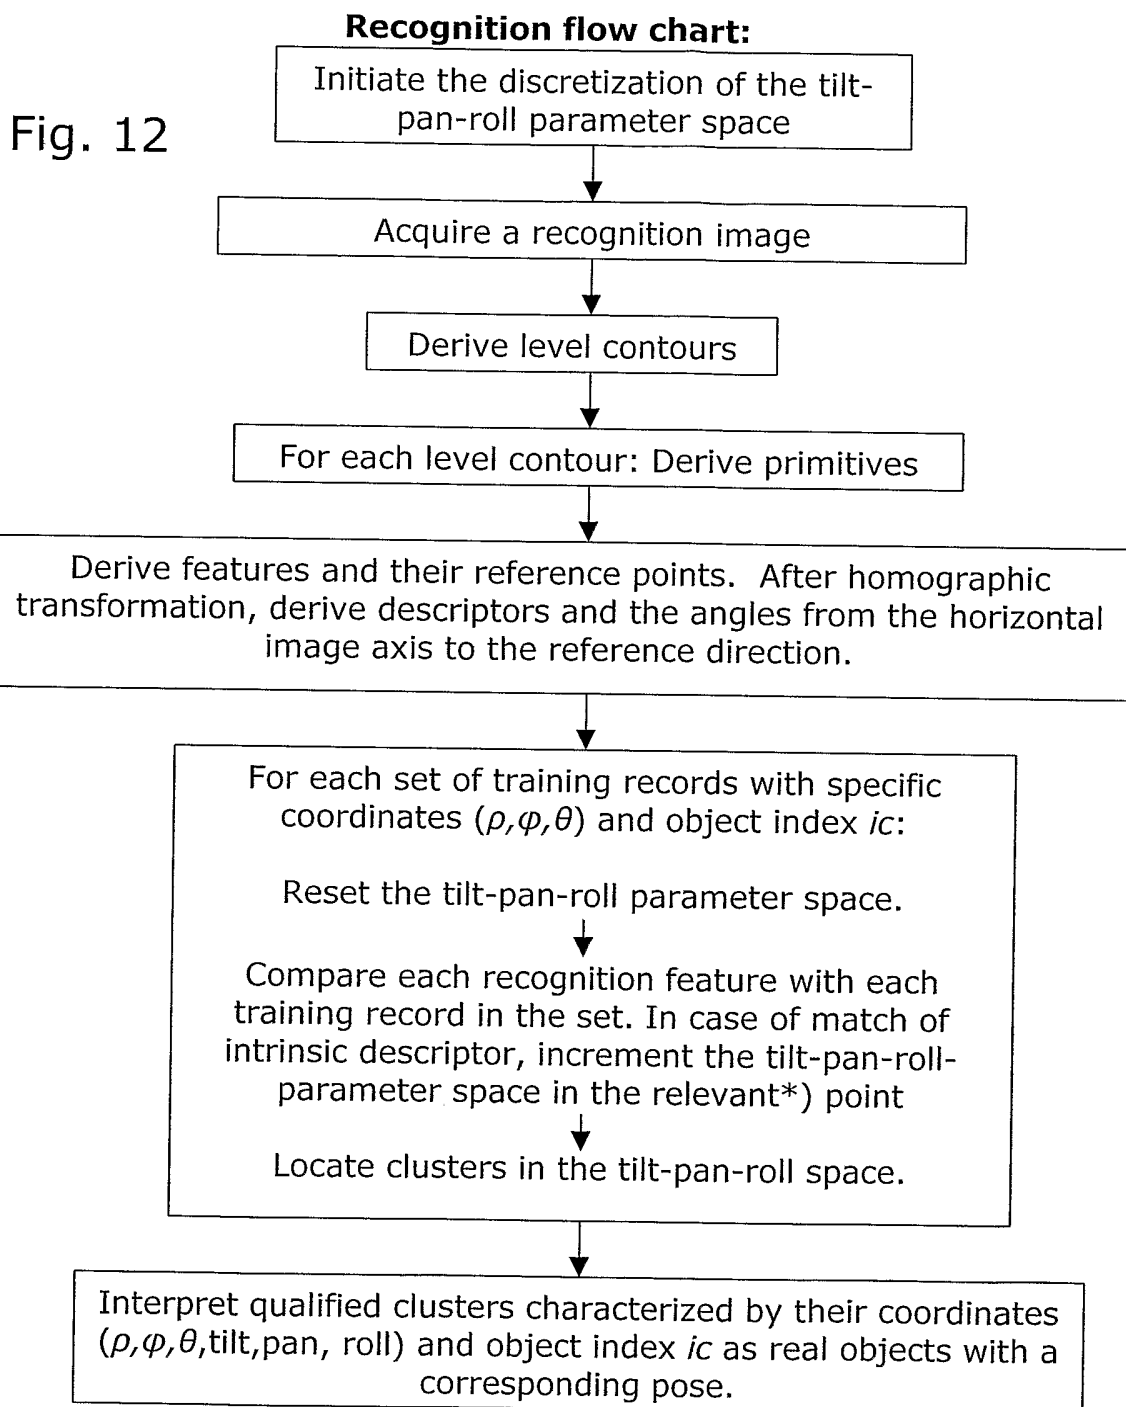 Recognition flow chart:
Fig. 12
Initiate the discretization of the tilt-
pan-roll parameter space
Acquire a recognition image
Derive level contours
For each level contour: Derive primitives
Derive features and their reference points. After homographic
transformation, derive descriptors and the angles from the horizontal
image axis to the reference direction.
For each set of training records with specific
coordinates (ρ,φ,θ) and object index ic:
Reset the tilt-pan-roll parameter space.
Compare each recognition feature with each
training record in the set. In case of match of
intrinsic descriptor, increment the tilt-pan-roll-
parameter space in the relevant*) point
Locate clusters in the tilt-pan-roll space.
Interpret qualified clusters characterized by their coordinates
(ρ,φ,θ,tilt,pan, roll) and object index ic as real objects with a
corresponding pose.